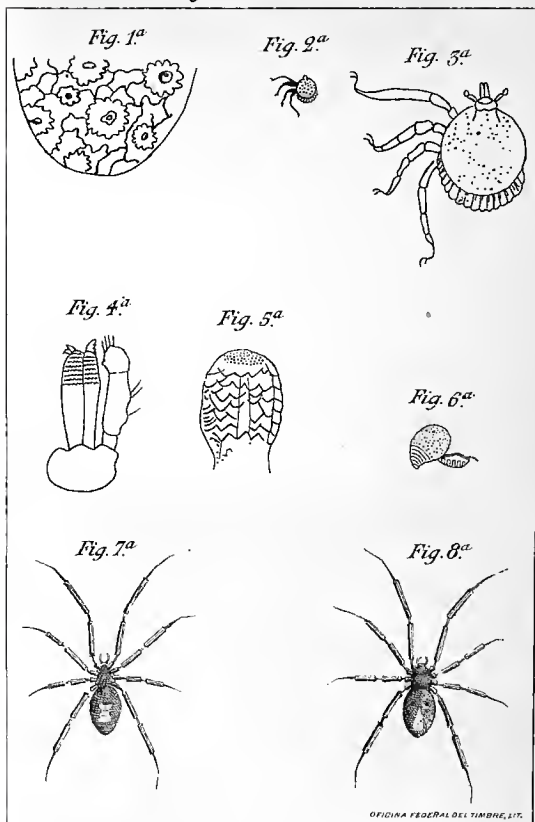 Fig. 1.a
Fig. 2.a
Fig. 3.a
Fig. 4.a
Fig. 5.a
Fig. 6.a
Fig. 7.a
Fig. 8.a
OFICINA FEDERAL DEL TIMBRE, LIT.